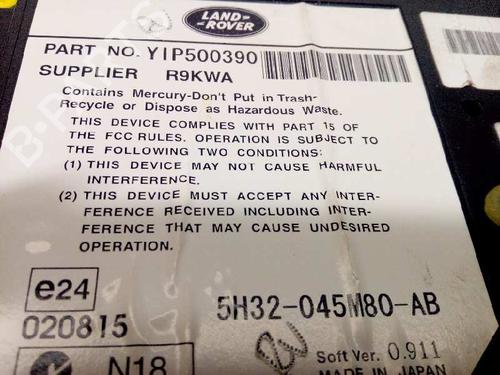 LAND-
ROVER
PART NO. YIP500390
SUPPLIER R9KWA
Contains Mercury-Don't Put in Trash-
Recycle or Dispose as Hazardous Waste.
THIS DEVICE COMPLIES WITH PART 15 OF
THE FCC RULES. OPERATION IS SUBJECT TO
THE FOLLOWING TWO CONDITIONS:
(1) THIS DEVICE MAY NOT CAUSE HARMFUL
INTERFERENCE.
(2) THIS DEVICE MUST ACCEPT ANY INTER-
FERENCE RECEIVED INCLUDING INTER-
FERENCE THAT MAY CAUSE UNDESIRED
OPERATION.
e24
020815
5H32-045M80-AB
N18
Soft Ver. 0.911
MADE IN JAPAN